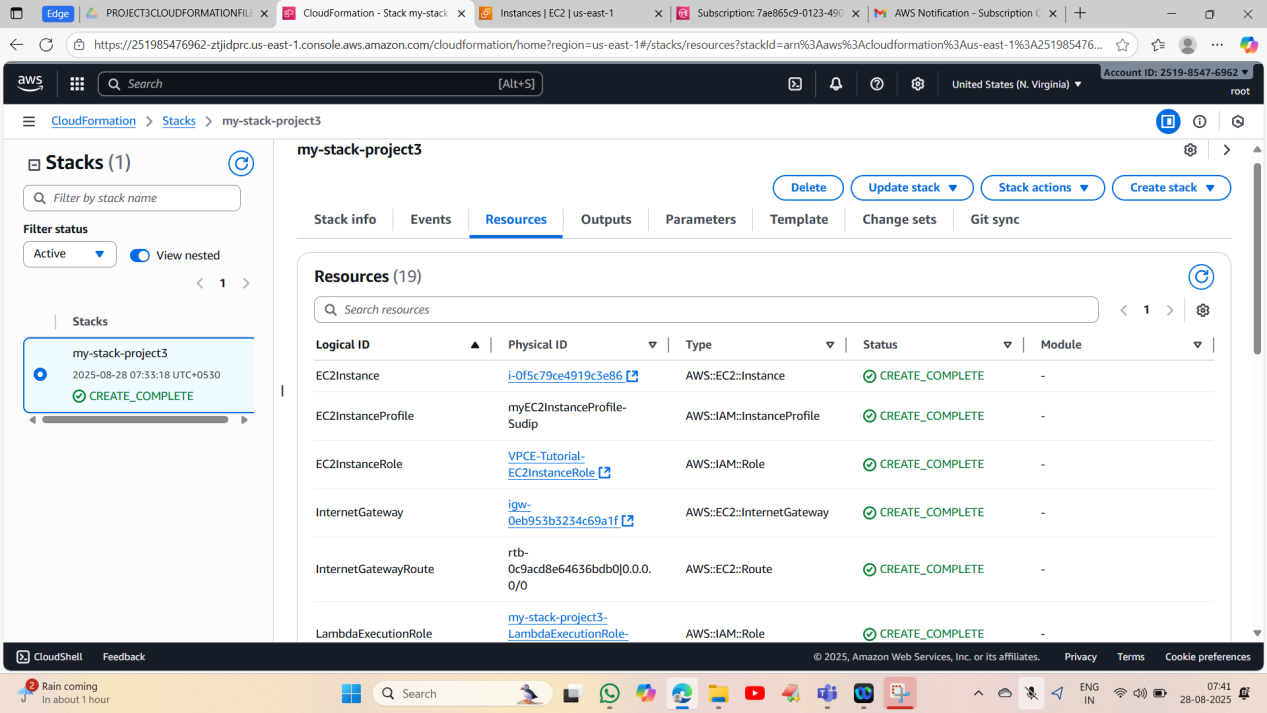 Edge
PROJECT3CLOUDFORMATIONFIL
CloudFormation - Stack my-stack
Instances | EC2 | us-east-1
Subscription: 7ae8659d-0123-490
AWS Notification - Subscription C
https://251985476962-ztjidprc.us-east-1.console.aws.amazon.com/cloudformation/home?region=us-east-1#/stacks/resources?stackId=arn%3Aaws%3Acloudformation%3Aus-east-1%3A251985476...
aws
Search
[Alt+S]
United States (N. Virginia)
Account ID: 2519-8547-6962
root
CloudFormation
Stacks
my-stack-project3
Stacks (1)
Filter by stack name
Filter status
Active
View nested
1
Stacks
my-stack-project3
2025-08-28 07:33:18 UTC+0530
CREATE_COMPLETE
my-stack-project3
Delete
Update stack
Stack actions
Create stack
Stack info
Events
Resources
Outputs
Parameters
Template
Change sets
Git sync
Resources (19)
Search resources
1
Logical ID
Physical ID
Type
Status
Module
EC2Instance
i-0f5c79ce4919c3e86
AWS::EC2::Instance
CREATE_COMPLETE
-
EC2InstanceProfile
myEC2InstanceProfile-
Sudip
AWS::IAM::InstanceProfile
CREATE_COMPLETE
-
EC2InstanceRole
VPCE-Tutorial-
EC2InstanceRole
AWS::IAM::Role
CREATE_COMPLETE
-
InternetGateway
igw-
0eb953b3234c69a1f
AWS::EC2::InternetGateway
CREATE_COMPLETE
-
InternetGatewayRoute
rtb-
0c9acd8e64636bdb0|0.0.0.
0/0
AWS::EC2::Route
CREATE_COMPLETE
-
LambdaExecutionRole
my-stack-project3-
LambdaExecutionRole-
AWS::IAM::Role
CREATE_COMPLETE
-
CloudShell
Feedback
© 2025, Amazon Web Services, Inc. or its affiliates.
Privacy
Terms
Cookie preferences
2
Rain coming
In about 1 hour
Search
ENG
IN
07:41
28-08-2025